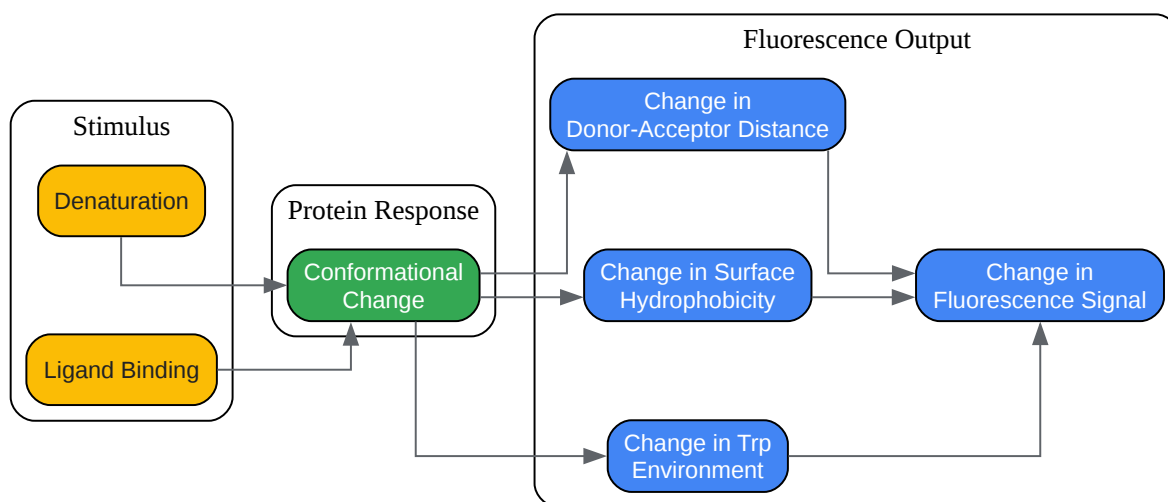 Stimulus
Denaturation
Ligand Binding
Protein Response
Conformational
Change
Fluorescence Output
Change in
Donor-Acceptor Distance
Change in Surface
Hydrophobicity
Change in Trp
Environment
Change in
Fluorescence Signal